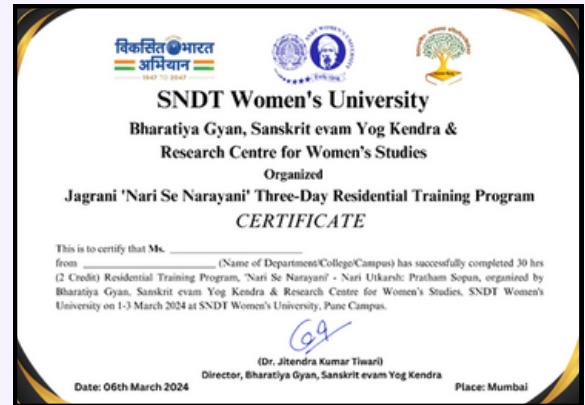 विकसित भारत
अभियान
1947 TO 2047
SNDT Women's University
Bharatiya Gyan, Sanskrit evam Yog Kendra &
Research Centre for Women's Studies
Organized
Jagrani 'Nari Se Narayani' Three-Day Residential Training Program
CERTIFICATE
This is to certify that Ms. ____________________
from ____________________ (Name of Department/College/Campus) has successfully completed 30 hrs
(2 Credit) Residential Training Program, 'Nari Se Narayani' - Nari Utkarsh: Pratham Sopan, organized by
Bharatiya Gyan, Sanskrit evam Yog Kendra & Research Centre for Women's Studies, SNDT Women's
University on 1-3 March 2024 at SNDT Women's University, Pune Campus.
(Dr. Jitendra Kumar Tiwari)
Director, Bharatiya Gyan, Sanskrit evam Yog Kendra
Date: 06th March 2024
Place: Mumbai